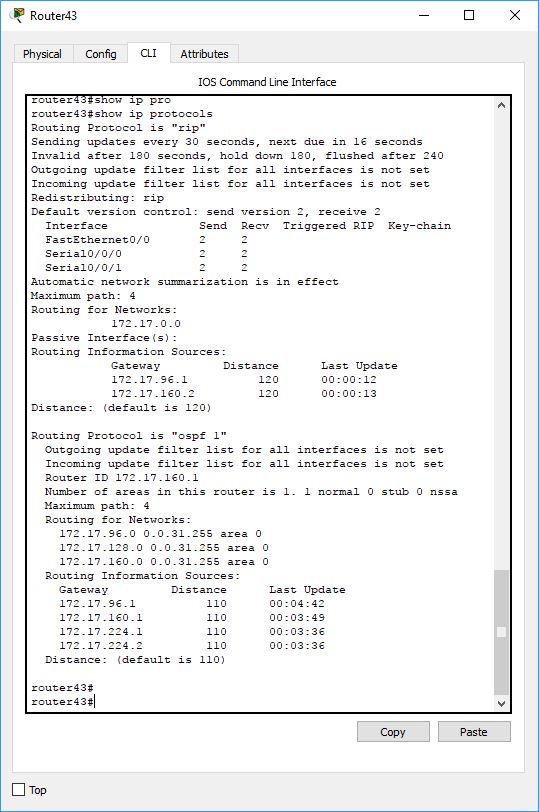 Router43
Physical Config CLI Attributes
IOS Command Line Interface
router43#show ip pro
router43#show ip protocols
Routing Protocol is "rip"
Sending updates every 30 seconds, next due in 16 seconds
Invalid after 180 seconds, hold down 180, flushed after 240
Outgoing update filter list for all interfaces is not set
Incoming update filter list for all interfaces is not set
Redistributing: rip
Default version control: send version 2, receive 2
Interface Send Recv Triggered RIP Key-chain
FastEthernet0/0 2 2
Serial0/0/0 2 2
Serial0/0/1 2 2
Automatic network summarization is in effect
Maximum path: 4
Routing for Networks:
172.17.0.0
Passive Interface(s):
Routing Information Sources:
Gateway Distance Last Update
172.17.96.1 120 00:00:12
172.17.160.2 120 00:00:13
Distance: (default is 120)
Routing Protocol is "ospf 1"
Outgoing update filter list for all interfaces is not set
Incoming update filter list for all interfaces is not set
Router ID 172.17.160.1
Number of areas in this router is 1. 1 normal 0 stub 0 nssa
Maximum path: 4
Routing for Networks:
172.17.96.0 0.0.31.255 area 0
172.17.128.0 0.0.31.255 area 0
172.17.160.0 0.0.31.255 area 0
Routing Information Sources:
Gateway Distance Last Update
172.17.96.1 110 00:04:42
172.17.160.1 110 00:03:49
172.17.224.1 110 00:03:36
172.17.224.2 110 00:03:36
Distance: (default is 110)
router43#
router43#
Copy Paste
Top